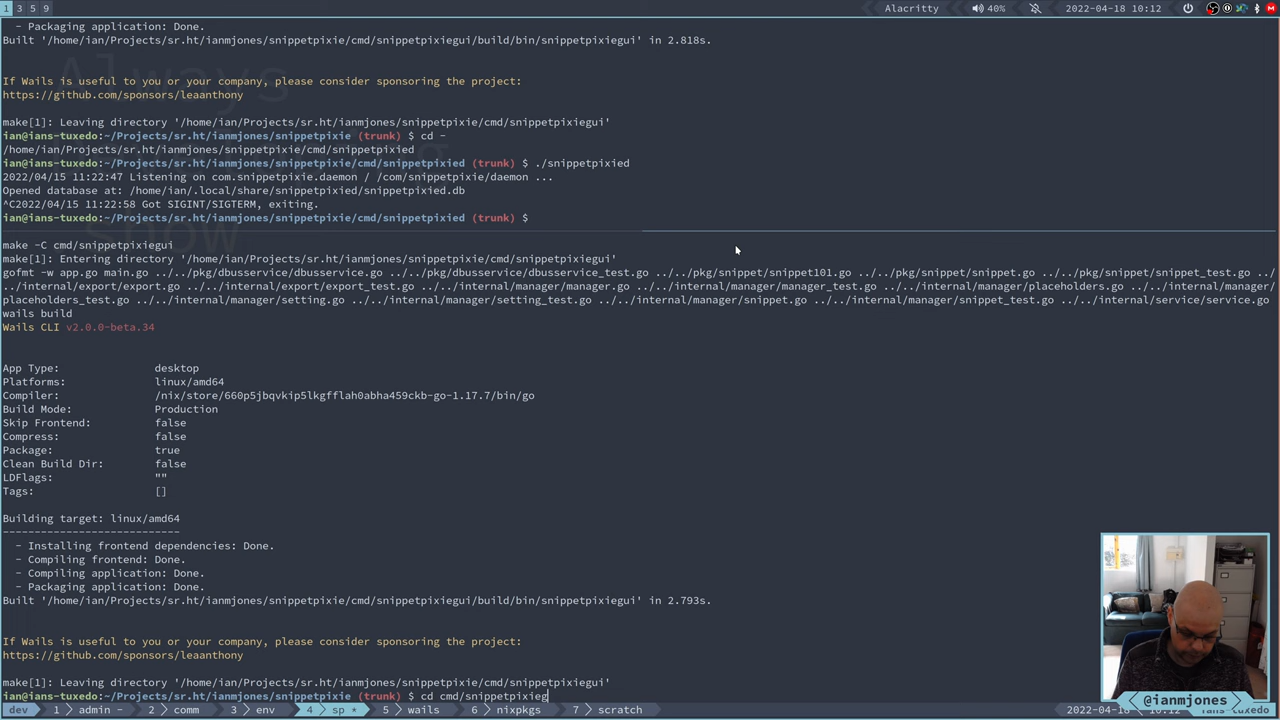 1 3 5 9
Alacritty 40% 2022-04-18 10:12
- Packaging application: Done.
Built '/home/ian/Projects/sr.ht/ianmjones/snippetpixie/cmd/snippetpixiegui/build/bin/snippetpixiegui' in 2.818s.
Always
If Wails is useful to you or your company, please consider sponsoring the project:
https://github.com/sponsors/leaanthony
make[1]: Leaving directory '/home/ian/Projects/sr.ht/ianmjones/snippetpixie/cmd/snippetpixiegui'
ian@ians-tuxedo:~/Projects/sr.ht/ianmjones/snippetpixie (trunk) $ cd -
/home/ian/Projects/sr.ht/ianmjones/snippetpixie/cmd/snippetpixied
ian@ians-tuxedo:~/Projects/sr.ht/ianmjones/snippetpixie/cmd/snippetpixied (trunk) $ ./snippetpixied
2022/04/15 11:22:47 Listening on com.snippetpixie.daemon / /com/snippetpixie/daemon ...
Opened database at: /home/ian/.local/share/snippetpixied/snippetpixied.db
^C2022/04/15 11:22:58 Got SIGINT/SIGTERM, exiting.
ian@ians-tuxedo:~/Projects/sr.ht/ianmjones/snippetpixie/cmd/snippetpixied (trunk) $
make -C cmd/snippetpixiegui
make[1]: Entering directory '/home/ian/Projects/sr.ht/ianmjones/snippetpixie/cmd/snippetpixiegui'
gofmt -w app.go main.go ../../pkg/dbusservice/dbusservice.go ../../pkg/dbusservice/dbusservice_test.go ../../pkg/snippet/snippet101.go ../../pkg/snippet/snippet.go ../../pkg/snippet/snippet_test.go ../
../internal/export/export.go ../../internal/export/export_test.go ../../internal/manager/manager.go ../../internal/manager/manager_test.go ../../internal/manager/placeholders.go ../../internal/manager/
placeholders_test.go ../../internal/manager/setting.go ../../internal/manager/setting_test.go ../../internal/manager/snippet.go ../../internal/manager/snippet_test.go ../../internal/service/service.go
wails build
Wails CLI v2.0.0-beta.34
App Type: desktop
Platforms: linux/amd64
Compiler: /nix/store/660p5jbqvkip5lkgfflah0abha459ckb-go-1.17.7/bin/go
Build Mode: Production
Skip Frontend: false
Compress: false
Package: true
Clean Build Dir: false
LDFlags: ""
Tags: []
Building target: linux/amd64
---------------------------
- Installing frontend dependencies: Done.
- Compiling frontend: Done.
- Compiling application: Done.
- Packaging application: Done.
Built '/home/ian/Projects/sr.ht/ianmjones/snippetpixie/cmd/snippetpixiegui/build/bin/snippetpixiegui' in 2.793s.
If Wails is useful to you or your company, please consider sponsoring the project:
https://github.com/sponsors/leaanthony
make[1]: Leaving directory '/home/ian/Projects/sr.ht/ianmjones/snippetpixie/cmd/snippetpixiegui'
ian@ians-tuxedo:~/Projects/sr.ht/ianmjones/snippetpixie (trunk) $ cd cmd/snippetpixieg
@ianmjones
dev 1 admin - 2 comm 3 env 4 sp * 5 wails 6 nixpkgs 7 scratch